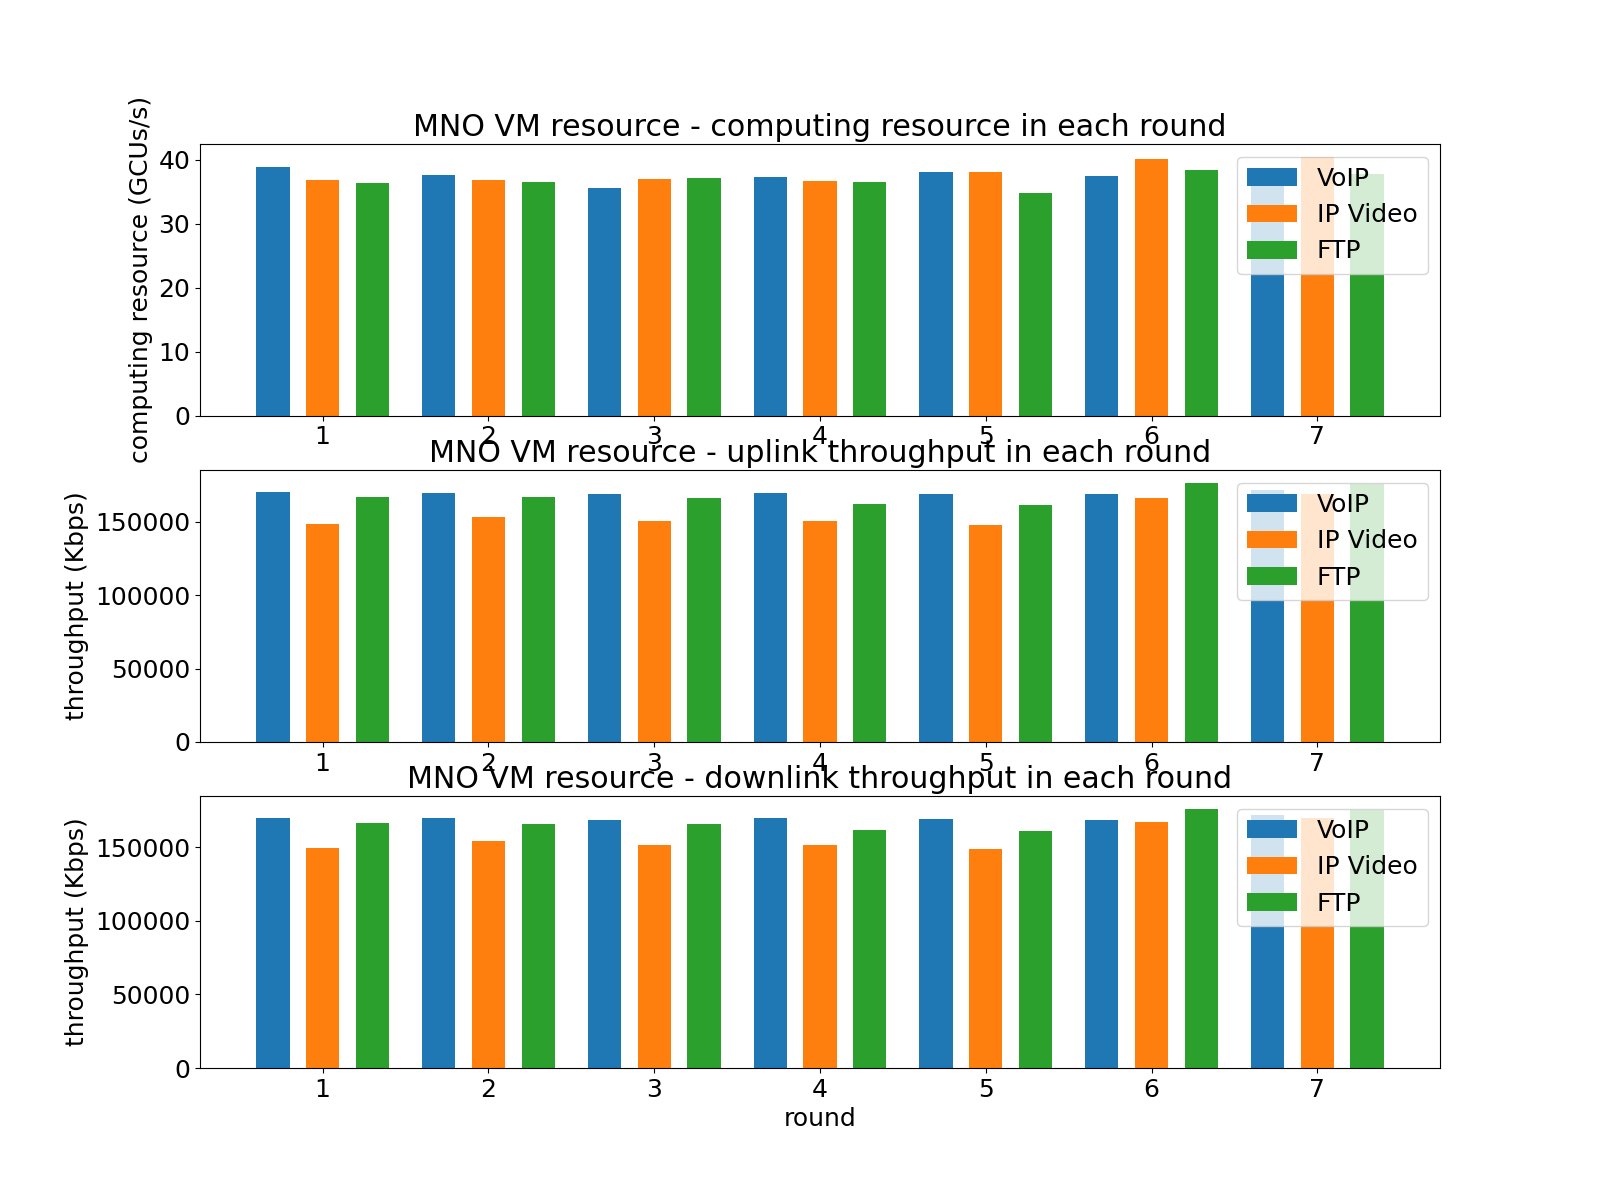 MNO VM resource - computing resource in each round
computing resource (GCUs/s)
40
30
20
10
0
VoIP
IP Video
FTP
1 2 3 4 5 6 7
MNO VM resource - uplink throughput in each round
throughput (Kbps)
150000
100000
50000
0
VoIP
IP Video
FTP
1 2 3 4 5 6 7
MNO VM resource - downlink throughput in each round
throughput (Kbps)
150000
100000
50000
0
VoIP
IP Video
FTP
1 2 3 4 5 6 7
round